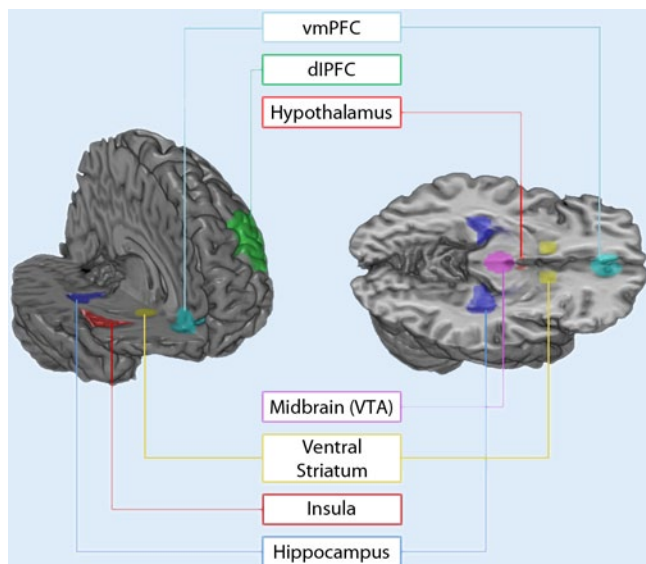 vmPFC
dlPFC
Hypothalamus
Midbrain (VTA)
Ventral
Striatum
Insula
Hippocampus